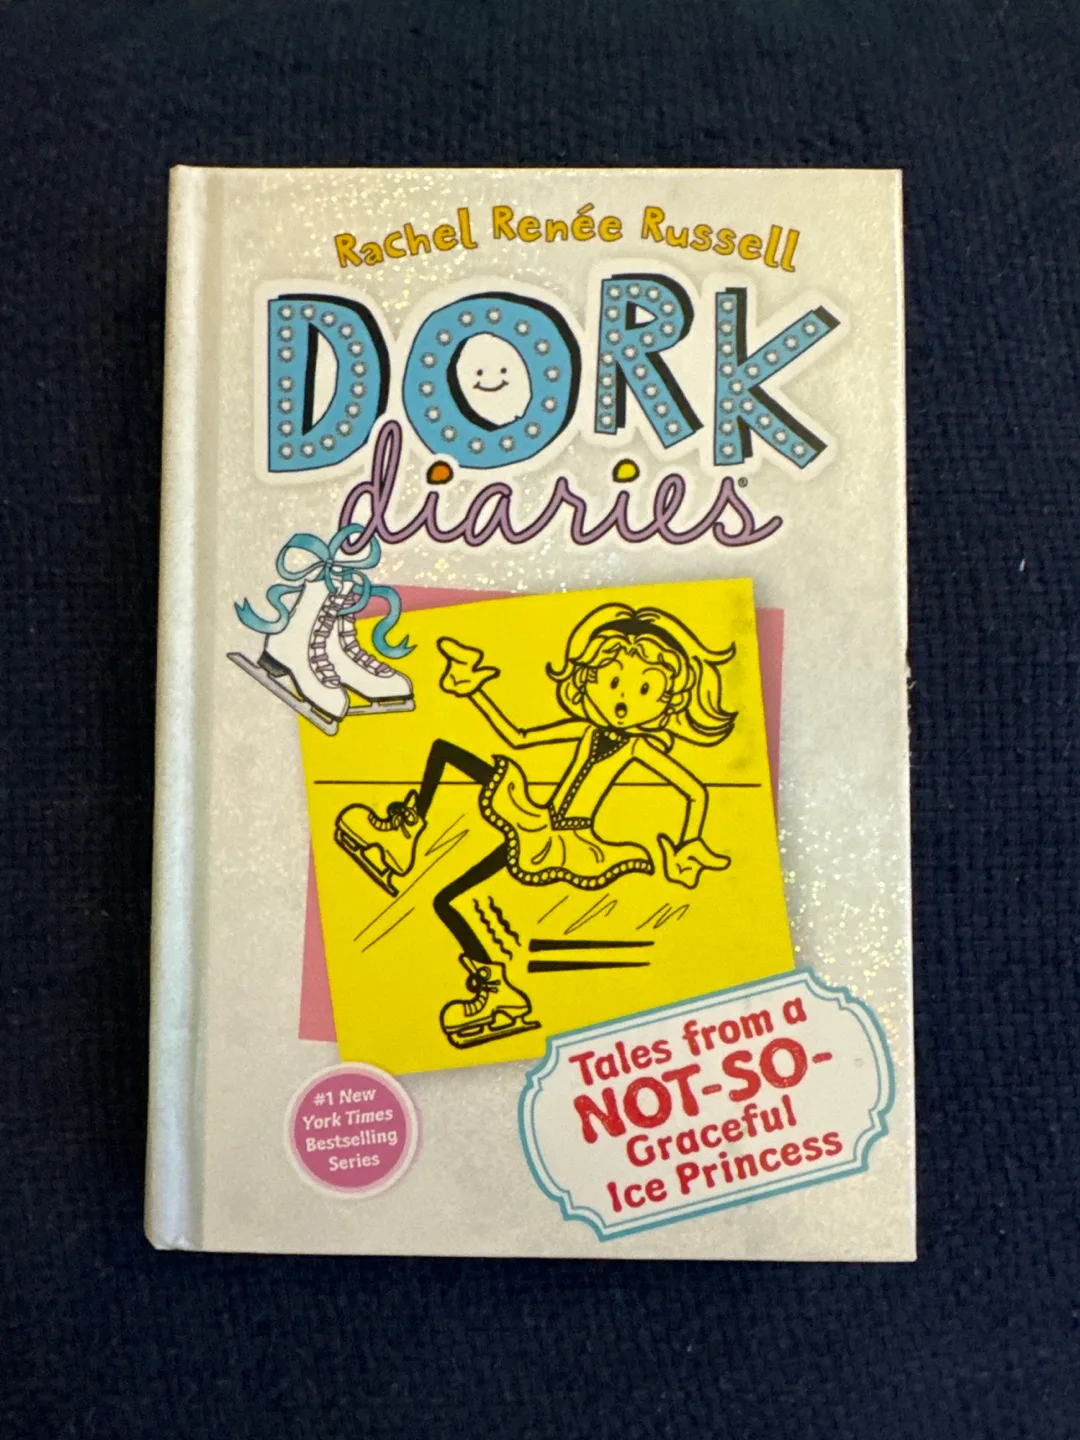 Rachel Renée Russell
DORK
diaries®
Tales from a
NOT-SO-
Graceful
Ice Princess
#1 New
York Times
Bestselling
Series